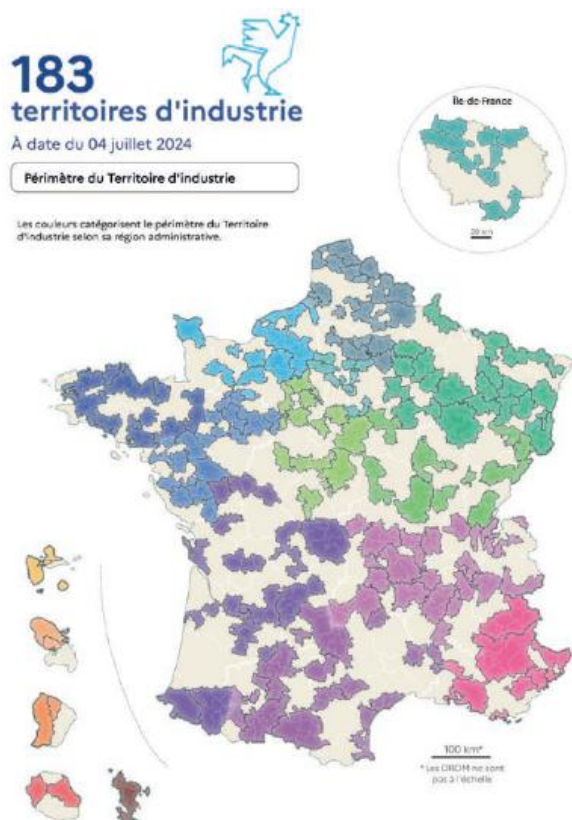 183
territoires d'industrie
À date du 04 juillet 2024
Périmètre du Territoire d'industrie
Les couleurs catégorisent le périmètre du Territoire
d'industrie selon sa région administrative.
Île-de-France
20 km
100 km*
* Les DROM ne sont
pas à l'échelle